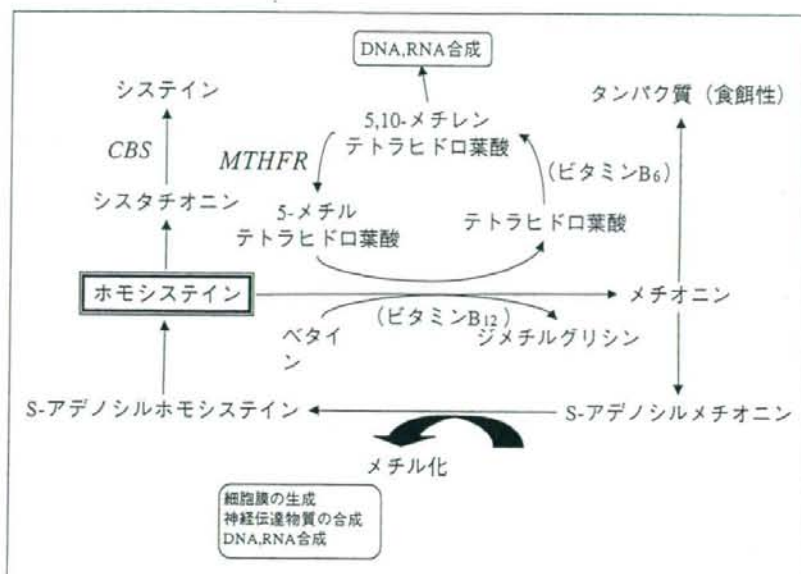 DNA,RNA合成
システイン
タンパク質（食餌性）
5,10-メチレン
テトラヒドロ葉酸
CBS
MTHFR
（ビタミンB6）
シスタチオニン
5-メチル
テトラヒドロ葉酸
テトラヒドロ葉酸
ホモシステイン
メチオニン
（ビタミンB12）
ベタイ
ン
ジメチルグリシン
S-アデノシルホモシステイン
S-アデノシルメチオニン
メチル化
細胞膜の生成
神経伝達物質の合成
DNA,RNA合成